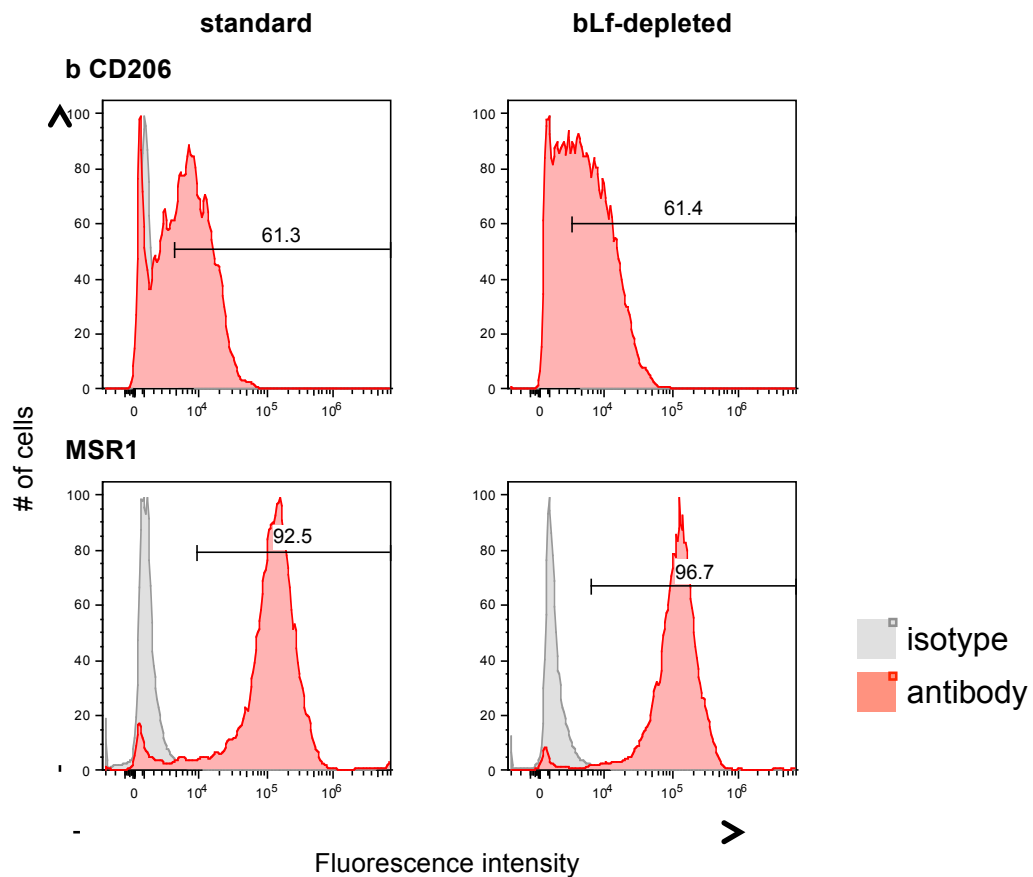 standard bLf-depleted
b CD206
100 100
80 80
60 61.3 60 61.4
40 40
20 20
0 0
0 10^4 10^5 10^6 0 10^4 10^5 10^6
# of cells
MSR1
100 100
80 92.5 80
60 60 96.7
40 40
20 20
0 0
0 10^4 10^5 10^6 0 10^4 10^5 10^6
isotype
antibody
Fluorescence intensity